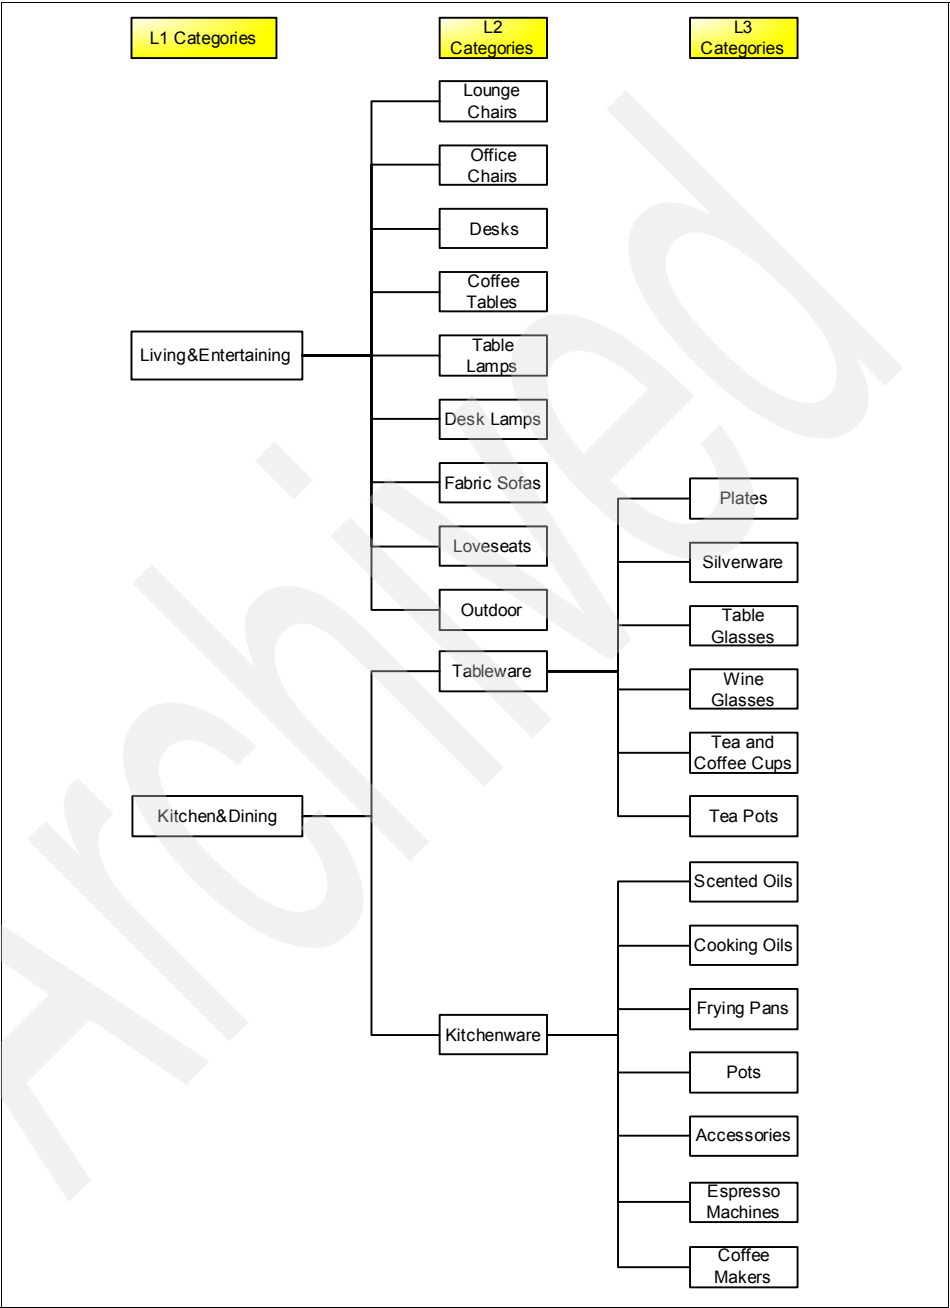 L1 Categories
L2
Categories
L3
Categories
Lounge
Chairs
Office
Chairs
Desks
Coffee
Tables
Living&Entertaining
Table
Lamps
Desk Lamps
Fabric Sofas
Loveseats
Outdoor
Tableware
Plates
Silverware
Table
Glasses
Wine
Glasses
Tea and
Coffee Cups
Tea Pots
Kitchen&Dining
Kitchenware
Scented Oils
Cooking Oils
Frying Pans
Pots
Accessories
Espresso
Machines
Coffee
Makers
Archived